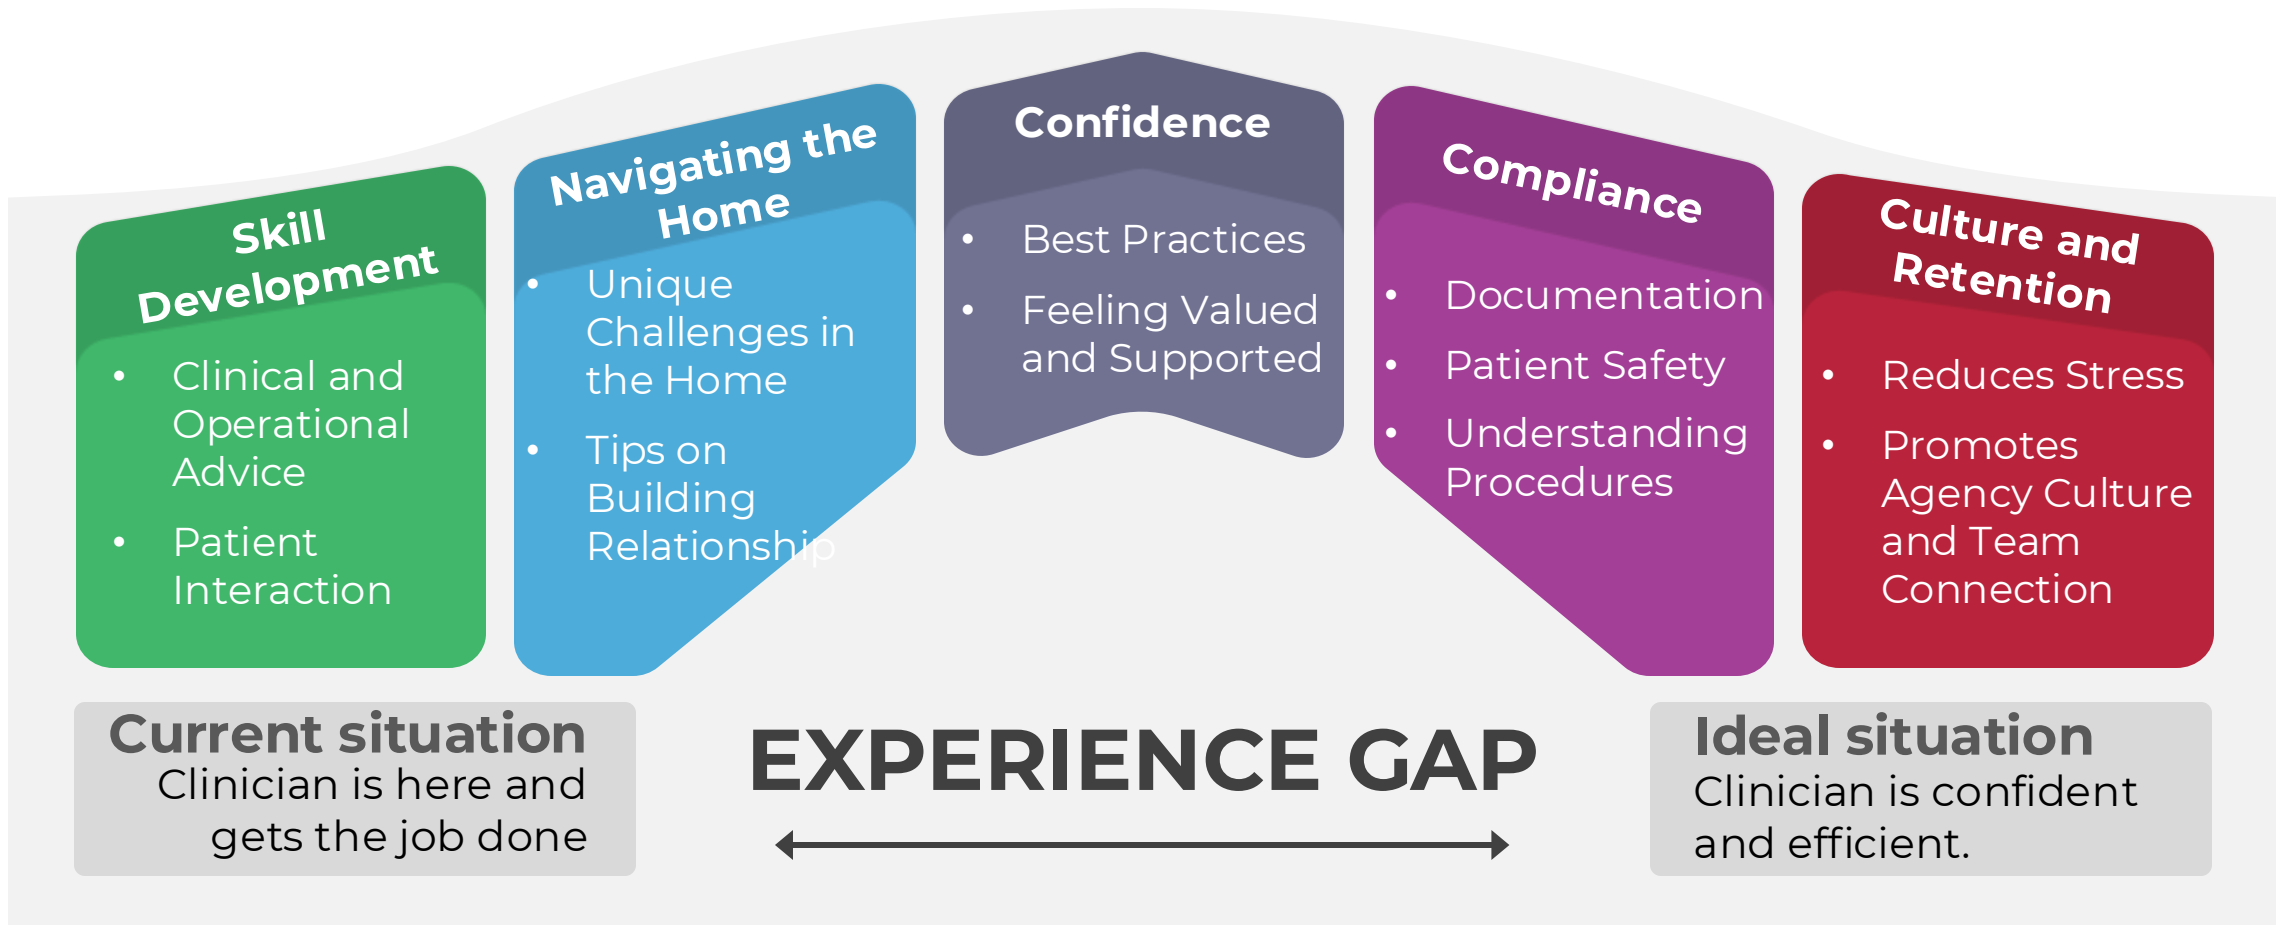 Skill
Development
• Clinical and
Operational
Advice
• Patient
Interaction
Navigating the
Home
• Unique
Challenges in
the Home
• Tips on
Building
Relationship
Confidence
• Best Practices
• Feeling Valued
and Supported
Compliance
• Documentation
• Patient Safety
• Understanding
Procedures
Culture and
Retention
• Reduces Stress
• Promotes
Agency Culture
and Team
Connection
Current situation
Clinician is here and
gets the job done
EXPERIENCE GAP
Ideal situation
Clinician is confident
and efficient.